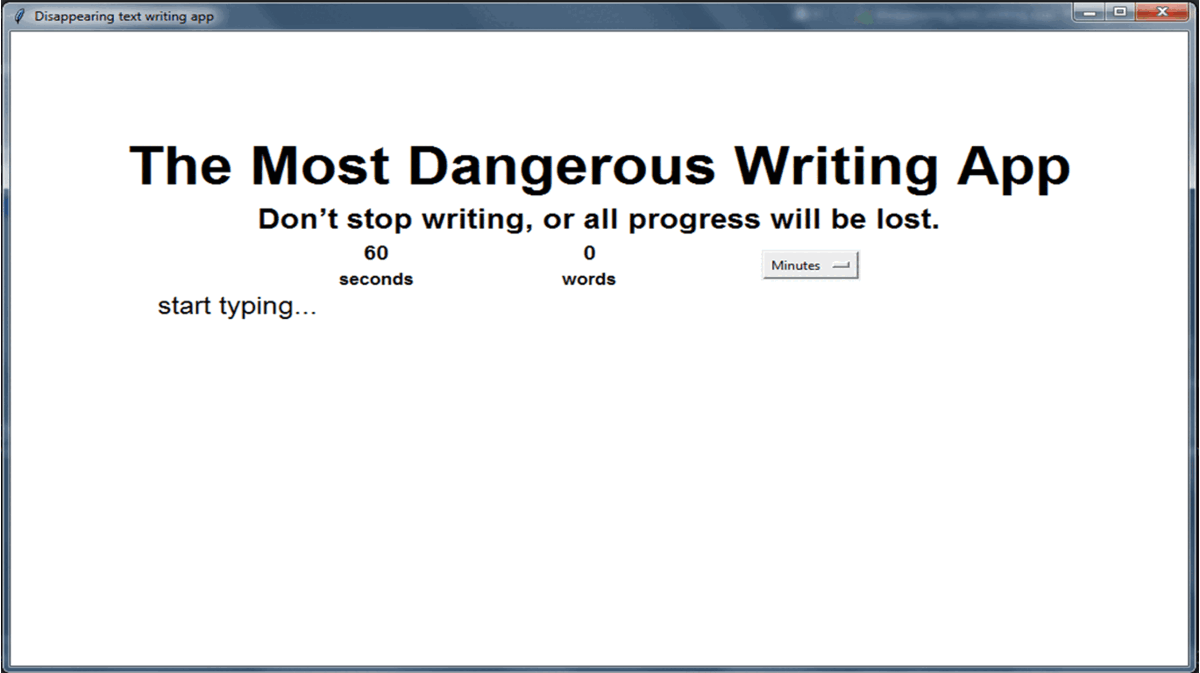 Disappearing text writing app
The Most Dangerous Writing App
Don’t stop writing, or all progress will be lost.
60 0
seconds words Minutes
start typing...